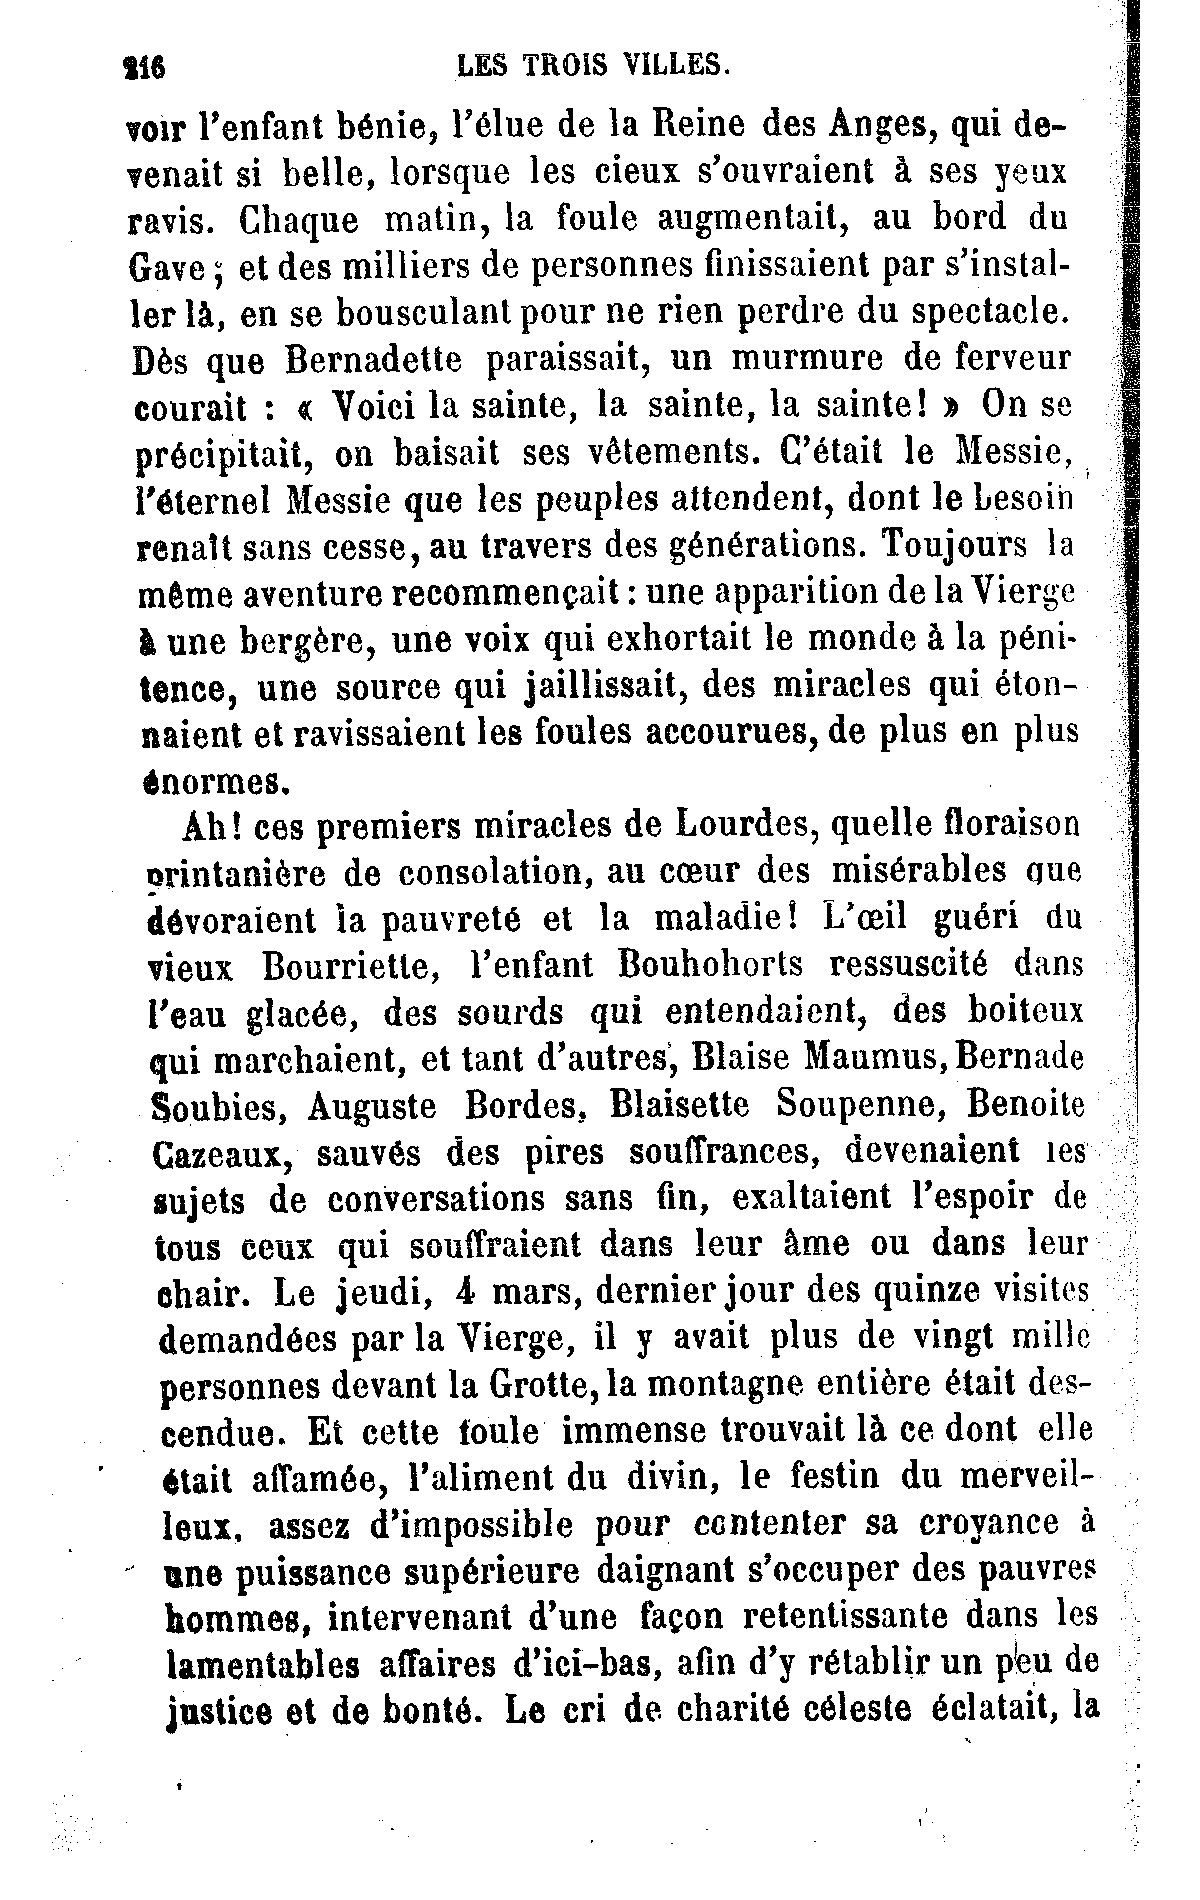 216 LES TROIS VILLES.
voir l'enfant bénie, l'élue de la Reine des Anges, qui de-
venait si belle, lorsque les cieux s'ouvraient à ses yeux
ravis. Chaque matin, la foule augmentait, au bord du
Gave ; et des milliers de personnes finissaient par s'instal-
ler là, en se bousculant pour ne rien perdre du spectacle.
Dès que Bernadette paraissait, un murmure de ferveur
courait : « Voici la sainte, la sainte, la sainte! » On se
précipitait, on baisait ses vêtements. C'était le Messie,
l'éternel Messie que les peuples attendent, dont le besoin
renaît sans cesse, au travers des générations. Toujours la
même aventure recommençait : une apparition de la Vierge
à une bergère, une voix qui exhortait le monde à la péni-
tence, une source qui jaillissait, des miracles qui éton-
naient et ravissaient les foules accourues, de plus en plus
énormes.
Ah! ces premiers miracles de Lourdes, quelle floraison
printanière de consolation, au cœur des misérables que
dévoraient la pauvreté et la maladie! L'œil guéri du
vieux Bourriette, l'enfant Bouhohorts ressuscité dans
l'eau glacée, des sourds qui entendaient, des boiteux
qui marchaient, et tant d'autres, Blaise Maumus, Bernade
Soubies, Auguste Bordes, Blaisette Soupenne, Benoite
Cazeaux, sauvés des pires souffrances, devenaient les
sujets de conversations sans fin, exaltaient l'espoir de
tous ceux qui souffraient dans leur âme ou dans leur
chair. Le jeudi, 4 mars, dernier jour des quinze visites
demandées par la Vierge, il y avait plus de vingt mille
personnes devant la Grotte, la montagne entière était des-
cendue. Et cette foule immense trouvait là ce dont elle
était affamée, l'aliment du divin, le festin du merveil-
leux, assez d'impossible pour contenter sa croyance à
une puissance supérieure daignant s'occuper des pauvres
hommes, intervenant d'une façon retentissante dans les
lamentables affaires d'ici-bas, afin d'y rétablir un peu de
justice et de bonté. Le cri de charité céleste éclatait, la